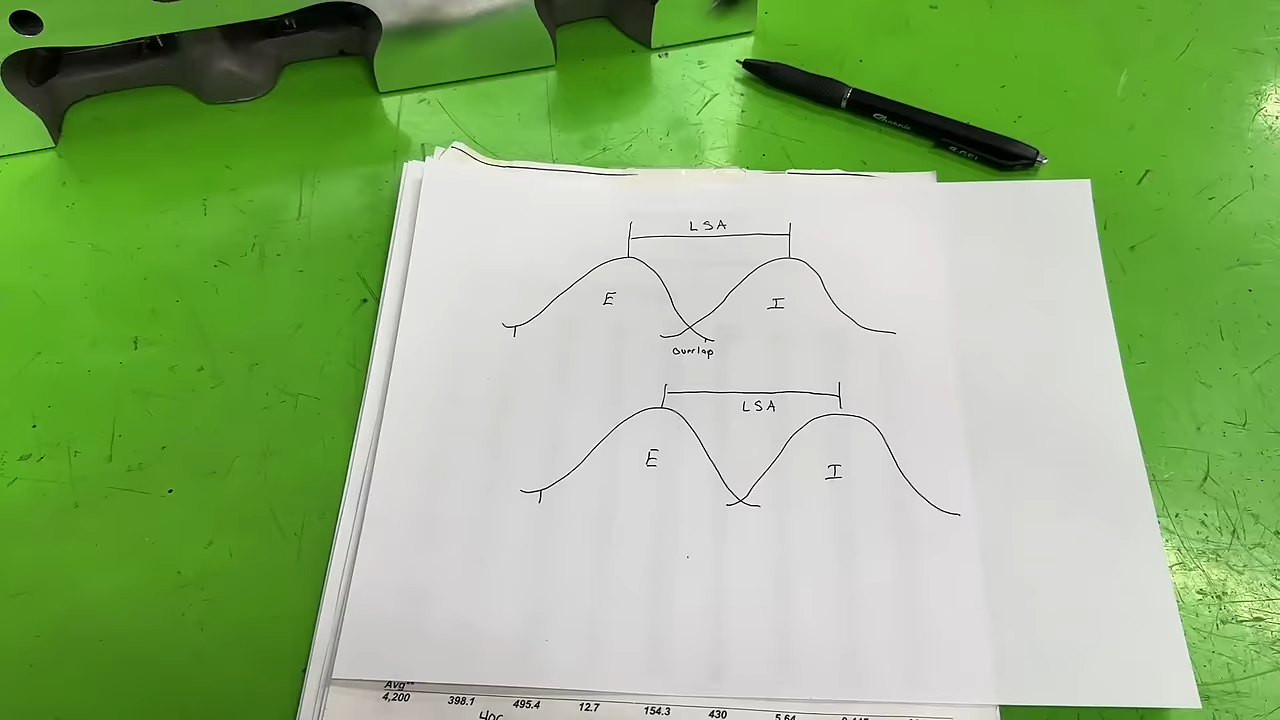 LSA
E
I
Overlap
LSA
E
I
Avg**
4,200 398.1 495.4 12.7 154.3 430 5.64